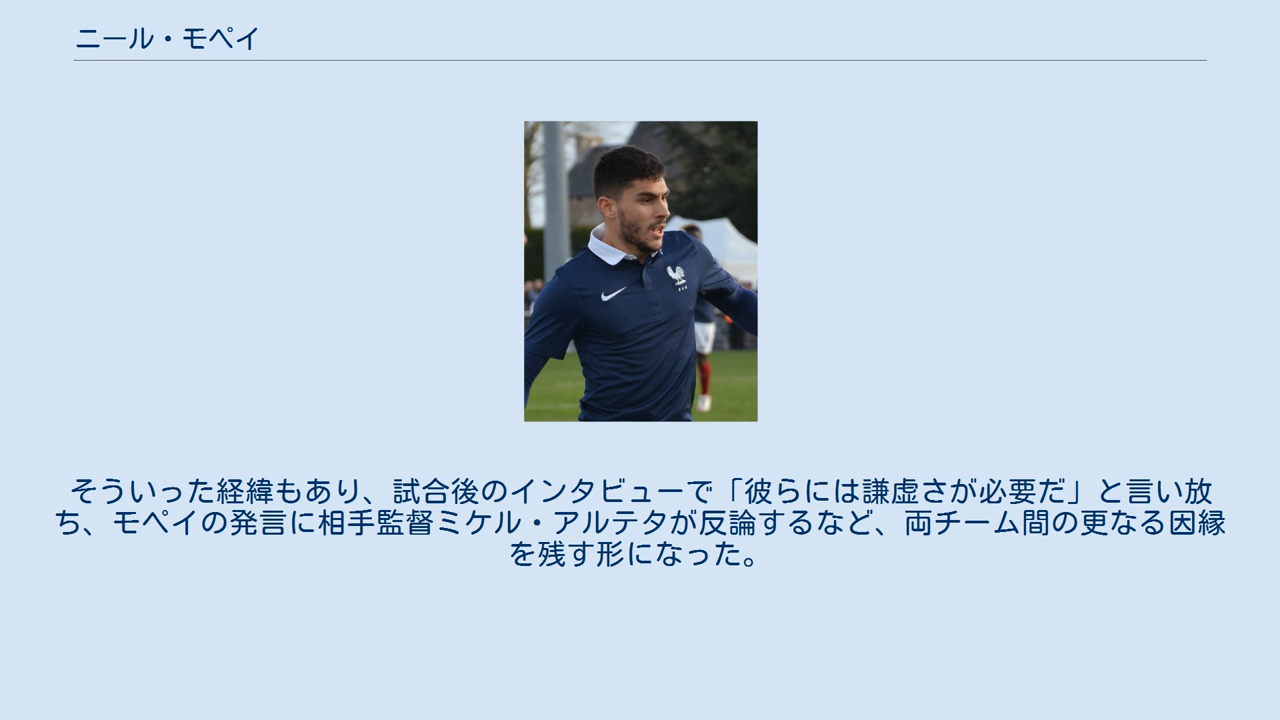 ニール・モペイ
そういった経緯もあり、試合後のインタビューで「彼らには謙虚さが必要だ」と言い放
ち、モペイの発言に相手監督ミケル・アルテタが反論するなど、両チーム間の更なる因縁
を残す形になった。